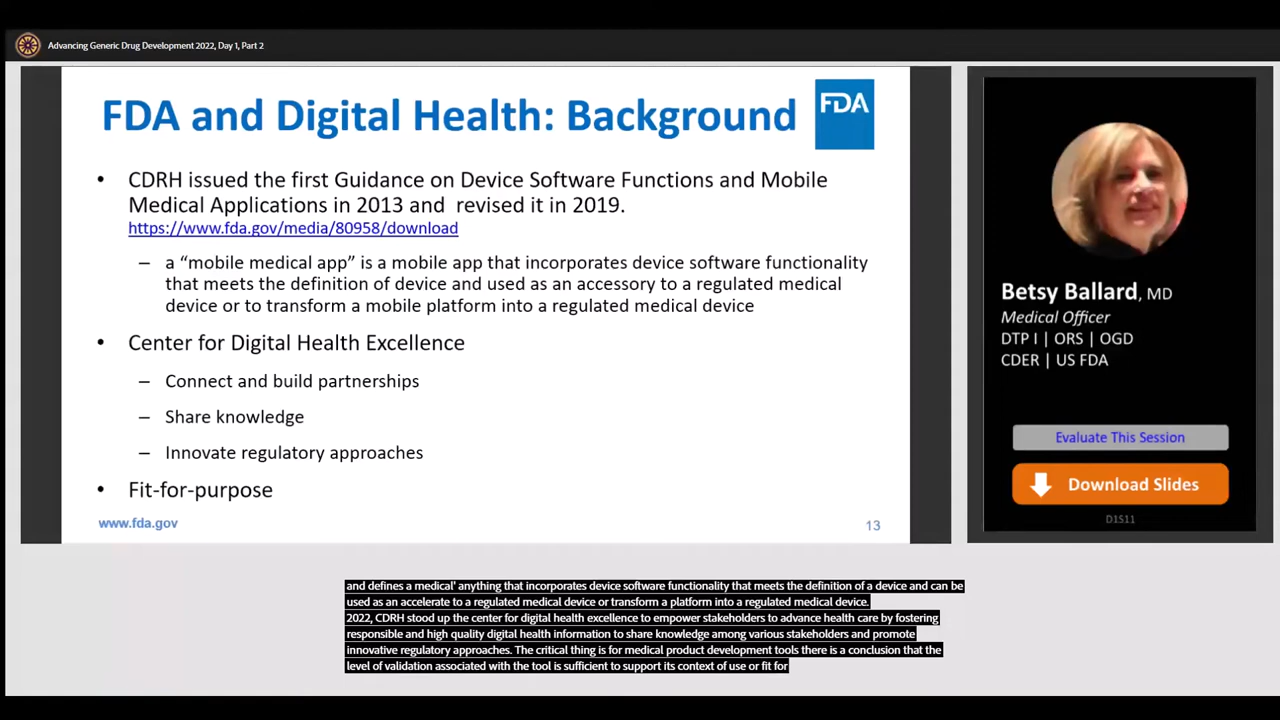 Advancing Generic Drug Development 2022, Day 1, Part 2
FDA and Digital Health: Background
FDA
• CDRH issued the first Guidance on Device Software Functions and Mobile
Medical Applications in 2013 and  revised it in 2019.
https://www.fda.gov/media/80958/download
– a “mobile medical app” is a mobile app that incorporates device software functionality
that meets the definition of device and used as an accessory to a regulated medical
device or to transform a mobile platform into a regulated medical device
• Center for Digital Health Excellence
– Connect and build partnerships
– Share knowledge
– Innovate regulatory approaches
• Fit-for-purpose
www.fda.gov
13
Betsy Ballard, MD
Medical Officer
DTP I | ORS | OGD
CDER | US FDA
Evaluate This Session
Download Slides
D1S11
and defines a medical' anything that incorporates device software functionality that meets the definition of a device and can be
used as an accelerate to a regulated medical device or transform a platform into a regulated medical device.
2022, CDRH stood up the center for digital health excellence to empower stakeholders to advance health care by fostering
responsible and high quality digital health information to share knowledge among various stakeholders and promote
innovative regulatory approaches. The critical thing is for medical product development tools there is a conclusion that the
level of validation associated with the tool is sufficient to support its context of use or fit for